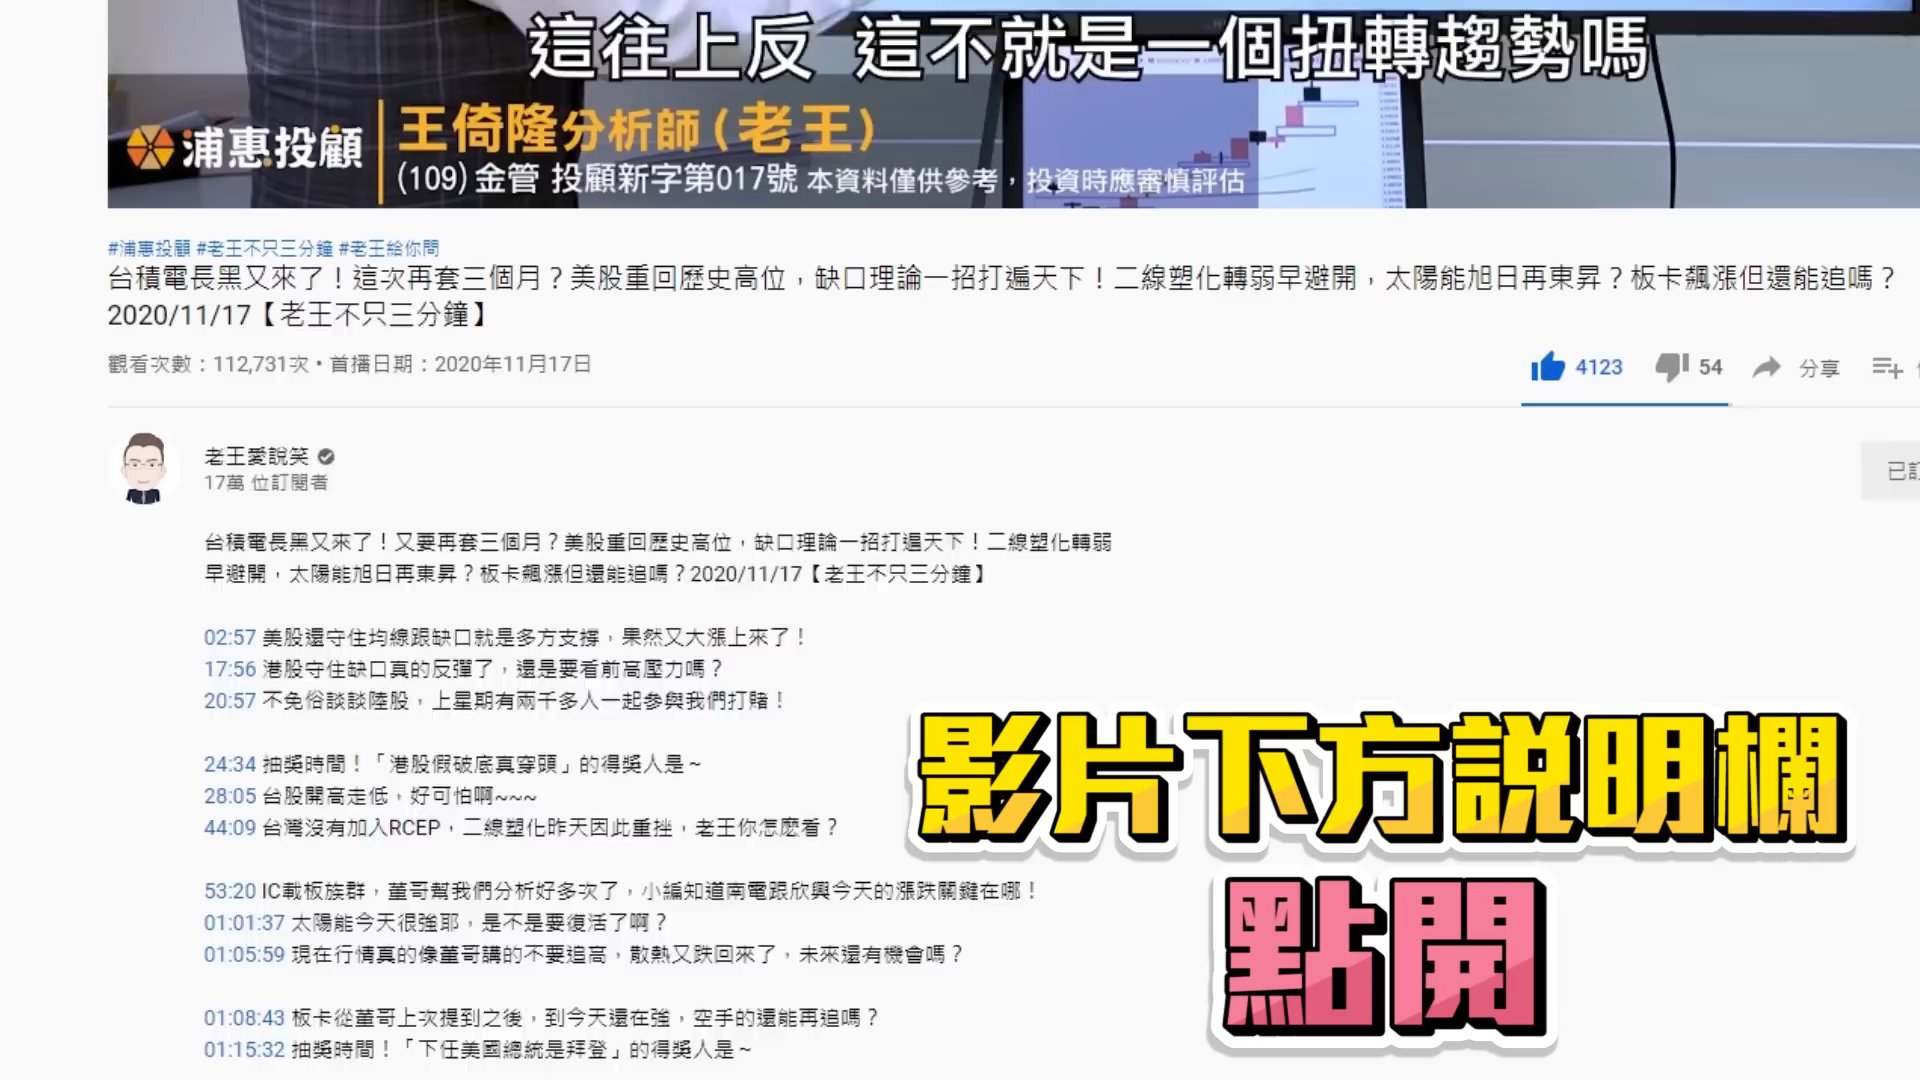 這往上反 這不就是一個扭轉趨勢嗎
浦惠投顧
王倚隆分析師(老王)
(109)金管 投顧新字第017號 本資料僅供參考，投資時應審慎評估
#浦惠投顧 #老王不只三分鐘 #老王給你問
台積電長黑又來了！這次再套三個月？美股重回歷史高位，缺口理論一招打遍天下！二線塑化轉弱早避開，太陽能旭日再東昇？板卡飆漲但還能追嗎？
2020/11/17【老王不只三分鐘】
觀看次數：112,731次•首播日期：2020年11月17日
4123
54
分享
老王愛說笑
17萬 位訂閱者
已訂
台積電長黑又來了！又要再套三個月？美股重回歷史高位，缺口理論一招打遍天下！二線塑化轉弱
早避開，太陽能旭日再東昇？板卡飆漲但還能追嗎？2020/11/17【老王不只三分鐘】
02:57 美股還守住均線跟缺口就是多方支撐，果然又大漲上來了！
17:56 港股守住缺口真的反彈了，還是要看前高壓力嗎？
20:57 不免俗談談陸股，上星期有兩千多人一起參與我們打賭！
24:34 抽獎時間！「港股假破底真穿頭」的得獎人是~
28:05 台股開高走低，好可怕啊~~~
44:09 台灣沒有加入RCEP，二線塑化昨天因此重挫，老王你怎麼看？
53:20 IC載板族群，董哥幫我們分析好多次了，小編知道南電跟欣興今天的漲跌關鍵在哪！
01:01:37 太陽能今天很強耶，是不是要復活了啊？
01:05:59 現在行情真的像董哥講的不要追高，散熱又跌回來了，未來還有機會嗎？
01:08:43 板卡從董哥上次提到之後，到今天還在強，空手的還能再追嗎？
01:15:32 抽獎時間！「下任美國總統是拜登」的得獎人是~
影片下方說明欄
點開